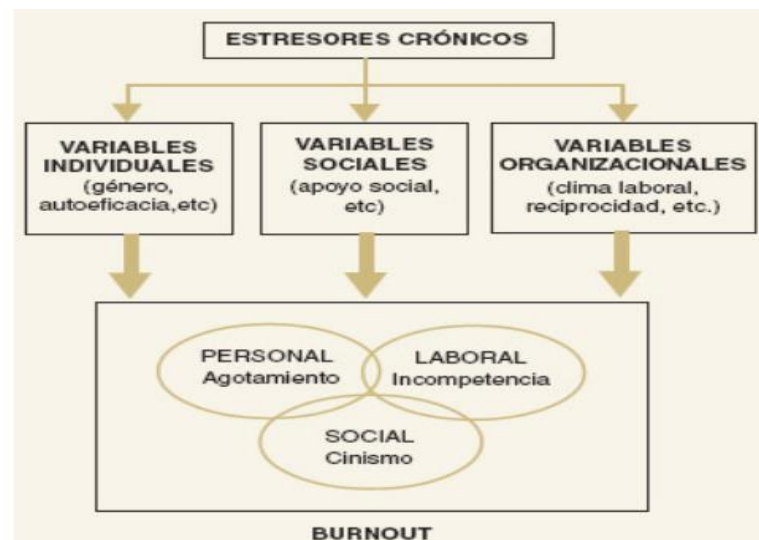 ESTRESORES CRÓNICOS
VARIABLES
INDIVIDUALES
(género,
autoeficacia,etc)
VARIABLES
SOCIALES
(apoyo social,
etc)
VARIABLES
ORGANIZACIONALES
(clima laboral,
reciprocidad, etc.)
PERSONAL
Agotamiento
LABORAL
Incompetencia
SOCIAL
Cinismo
BURNOUT